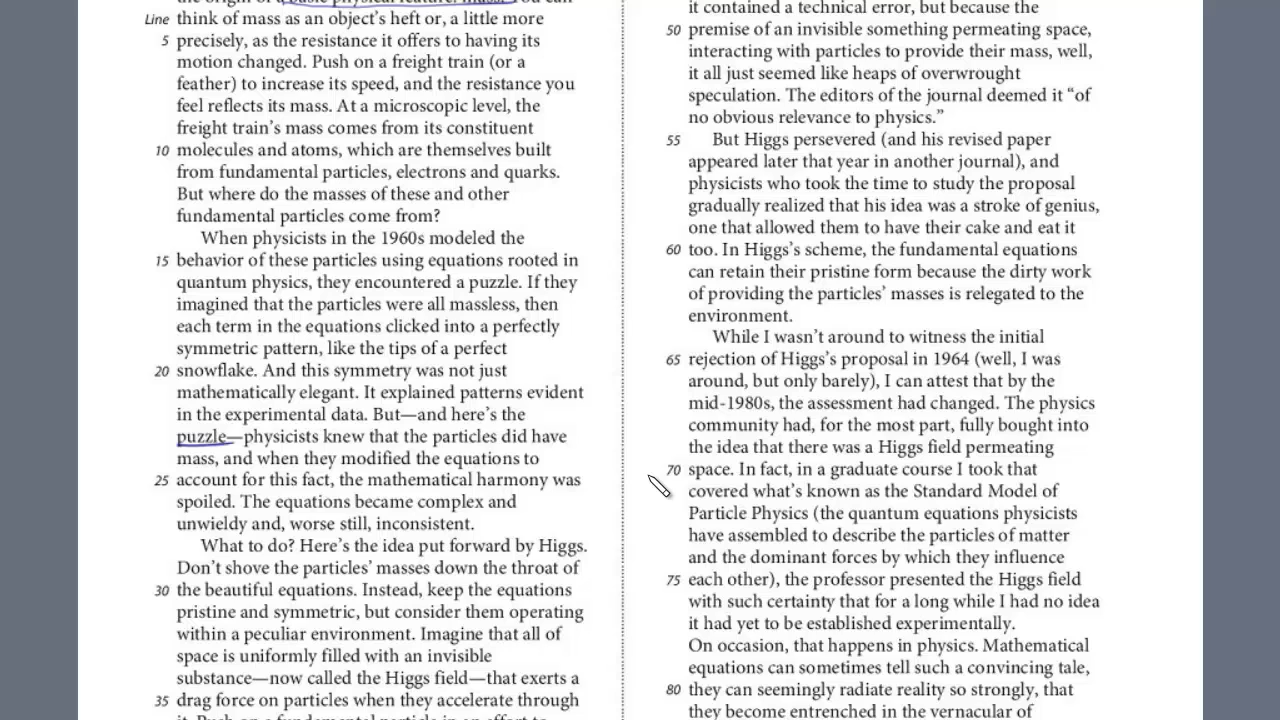 think of mass as an object's heft or, a little more
Line
5 precisely, as the resistance it offers to having its
motion changed. Push on a freight train (or a
feather) to increase its speed, and the resistance you
feel reflects its mass. At a microscopic level, the
freight train's mass comes from its constituent
10 molecules and atoms, which are themselves built
from fundamental particles, electrons and quarks.
But where do the masses of these and other
fundamental particles come from?
When physicists in the 1960s modeled the
15 behavior of these particles using equations rooted in
quantum physics, they encountered a puzzle. If they
imagined that the particles were all massless, then
each term in the equations clicked into a perfectly
symmetric pattern, like the tips of a perfect
20 snowflake. And this symmetry was not just
mathematically elegant. It explained patterns evident
in the experimental data. But—and here's the
puzzle—physicists knew that the particles did have
mass, and when they modified the equations to
25 account for this fact, the mathematical harmony was
spoiled. The equations became complex and
unwieldy and, worse still, inconsistent.
What to do? Here's the idea put forward by Higgs.
Don't shove the particles' masses down the throat of
30 the beautiful equations. Instead, keep the equations
pristine and symmetric, but consider them operating
within a peculiar environment. Imagine that all of
space is uniformly filled with an invisible
substance—now called the Higgs field—that exerts a
35 drag force on particles when they accelerate through
it contained a technical error, but because the
50 premise of an invisible something permeating space,
interacting with particles to provide their mass, well,
it all just seemed like heaps of overwrought
speculation. The editors of the journal deemed it “of
no obvious relevance to physics.”
55 But Higgs persevered (and his revised paper
appeared later that year in another journal), and
physicists who took the time to study the proposal
gradually realized that his idea was a stroke of genius,
one that allowed them to have their cake and eat it
60 too. In Higgs's scheme, the fundamental equations
can retain their pristine form because the dirty work
of providing the particles' masses is relegated to the
environment.
While I wasn't around to witness the initial
65 rejection of Higgs's proposal in 1964 (well, I was
around, but only barely), I can attest that by the
mid-1980s, the assessment had changed. The physics
community had, for the most part, fully bought into
the idea that there was a Higgs field permeating
70 space. In fact, in a graduate course I took that
covered what's known as the Standard Model of
Particle Physics (the quantum equations physicists
have assembled to describe the particles of matter
and the dominant forces by which they influence
75 each other), the professor presented the Higgs field
with such certainty that for a long while I had no idea
it had yet to be established experimentally.
On occasion, that happens in physics. Mathematical
equations can sometimes tell such a convincing tale,
80 they can seemingly radiate reality so strongly, that
they become entrenched in the vernacular of